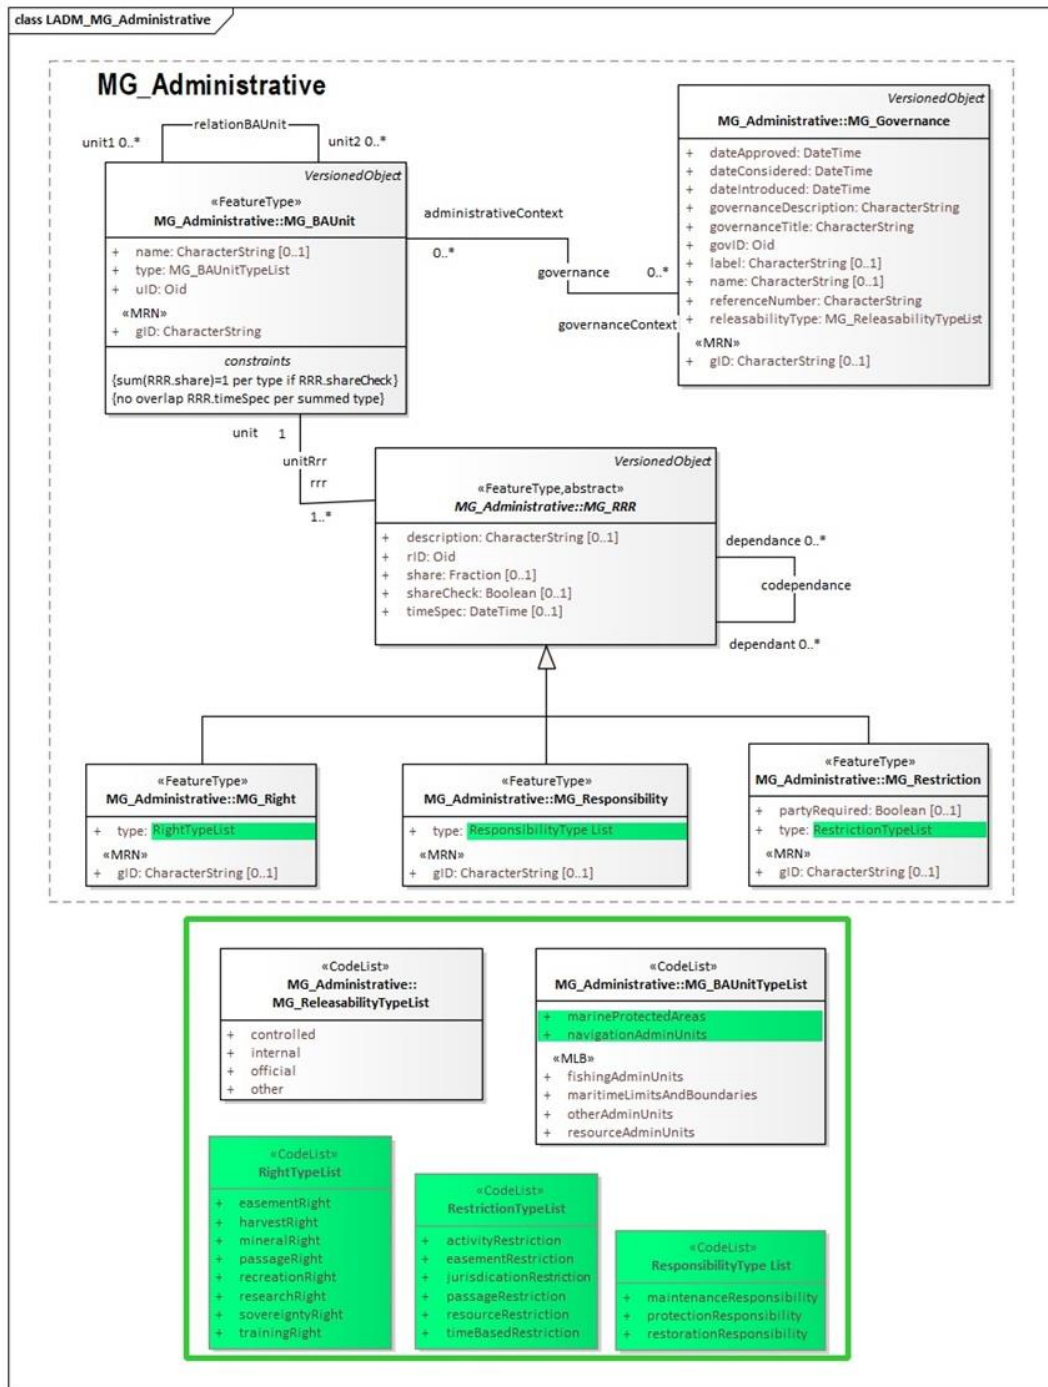 class LADM_MG_Administrative
MG_Administrative
relationBAUnit
unit1 0..*
unit2 0..*
VersionedObject
«FeatureType»
MG_Administrative::MG_BAUnit
+ name: CharacterString [0..1]
+ type: MG_BAUnitTypeList
+ uID: Oid
«MRN»
+ gID: CharacterString
constraints
{sum(RRR.share)=1 per type if RRR.shareCheck}
{no overlap RRR.timeSpec per summed type}
administrativeContext
0..*
governance
0..*
governanceContext
VersionedObject
MG_Administrative::MG_Governance
+ dateApproved: DateTime
+ dateConsidered: DateTime
+ dateIntroduced: DateTime
+ governanceDescription: CharacterString
+ governanceTitle: CharacterString
+ govID: Oid
+ label: CharacterString [0..1]
+ name: CharacterString [0..1]
+ referenceNumber: CharacterString
+ releasabilityType: MG_ReleasabilityTypeList
«MRN»
+ gID: CharacterString [0..1]
unit 1
unitRrr
rrr
1..*
VersionedObject
«FeatureType,abstract»
MG_Administrative::MG_RRR
+ description: CharacterString [0..1]
+ rID: Oid
+ share: Fraction [0..1]
+ shareCheck: Boolean [0..1]
+ timeSpec: DateTime [0..1]
dependance 0..*
codependance
dependant 0..*
«FeatureType»
MG_Administrative::MG_Right
+ type: RightTypeList
«MRN»
+ gID: CharacterString [0..1]
«FeatureType»
MG_Administrative::MG_Responsibility
+ type: ResponsibilityType List
«MRN»
+ gID: CharacterString [0..1]
«FeatureType»
MG_Administrative::MG_Restriction
+ partyRequired: Boolean [0..1]
+ type: RestrictionTypeList
«MRN»
+ gID: CharacterString [0..1]
«CodeList»
MG_Administrative::
MG_ReleasabilityTypeList
+ controlled
+ internal
+ official
+ other
«CodeList»
MG_Administrative::MG_BAUnitTypeList
+ marineProtectedAreas
+ navigationAdminUnits
«MLB»
+ fishingAdminUnits
+ maritimeLimitsAndBoundaries
+ otherAdminUnits
+ resourceAdminUnits
«CodeList»
RightTypeList
+ easementRight
+ harvestRight
+ mineralRight
+ passageRight
+ recreationRight
+ researchRight
+ sovereigntyRight
+ trainingRight
«CodeList»
RestrictionTypeList
+ activityRestriction
+ easementRestriction
+ jurisdicationRestriction
+ passageRestriction
+ resourceRestriction
+ timeBasedRestriction
«CodeList»
ResponsibilityType List
+ maintenanceResponsibility
+ protectionResponsibility
+ restorationResponsibility